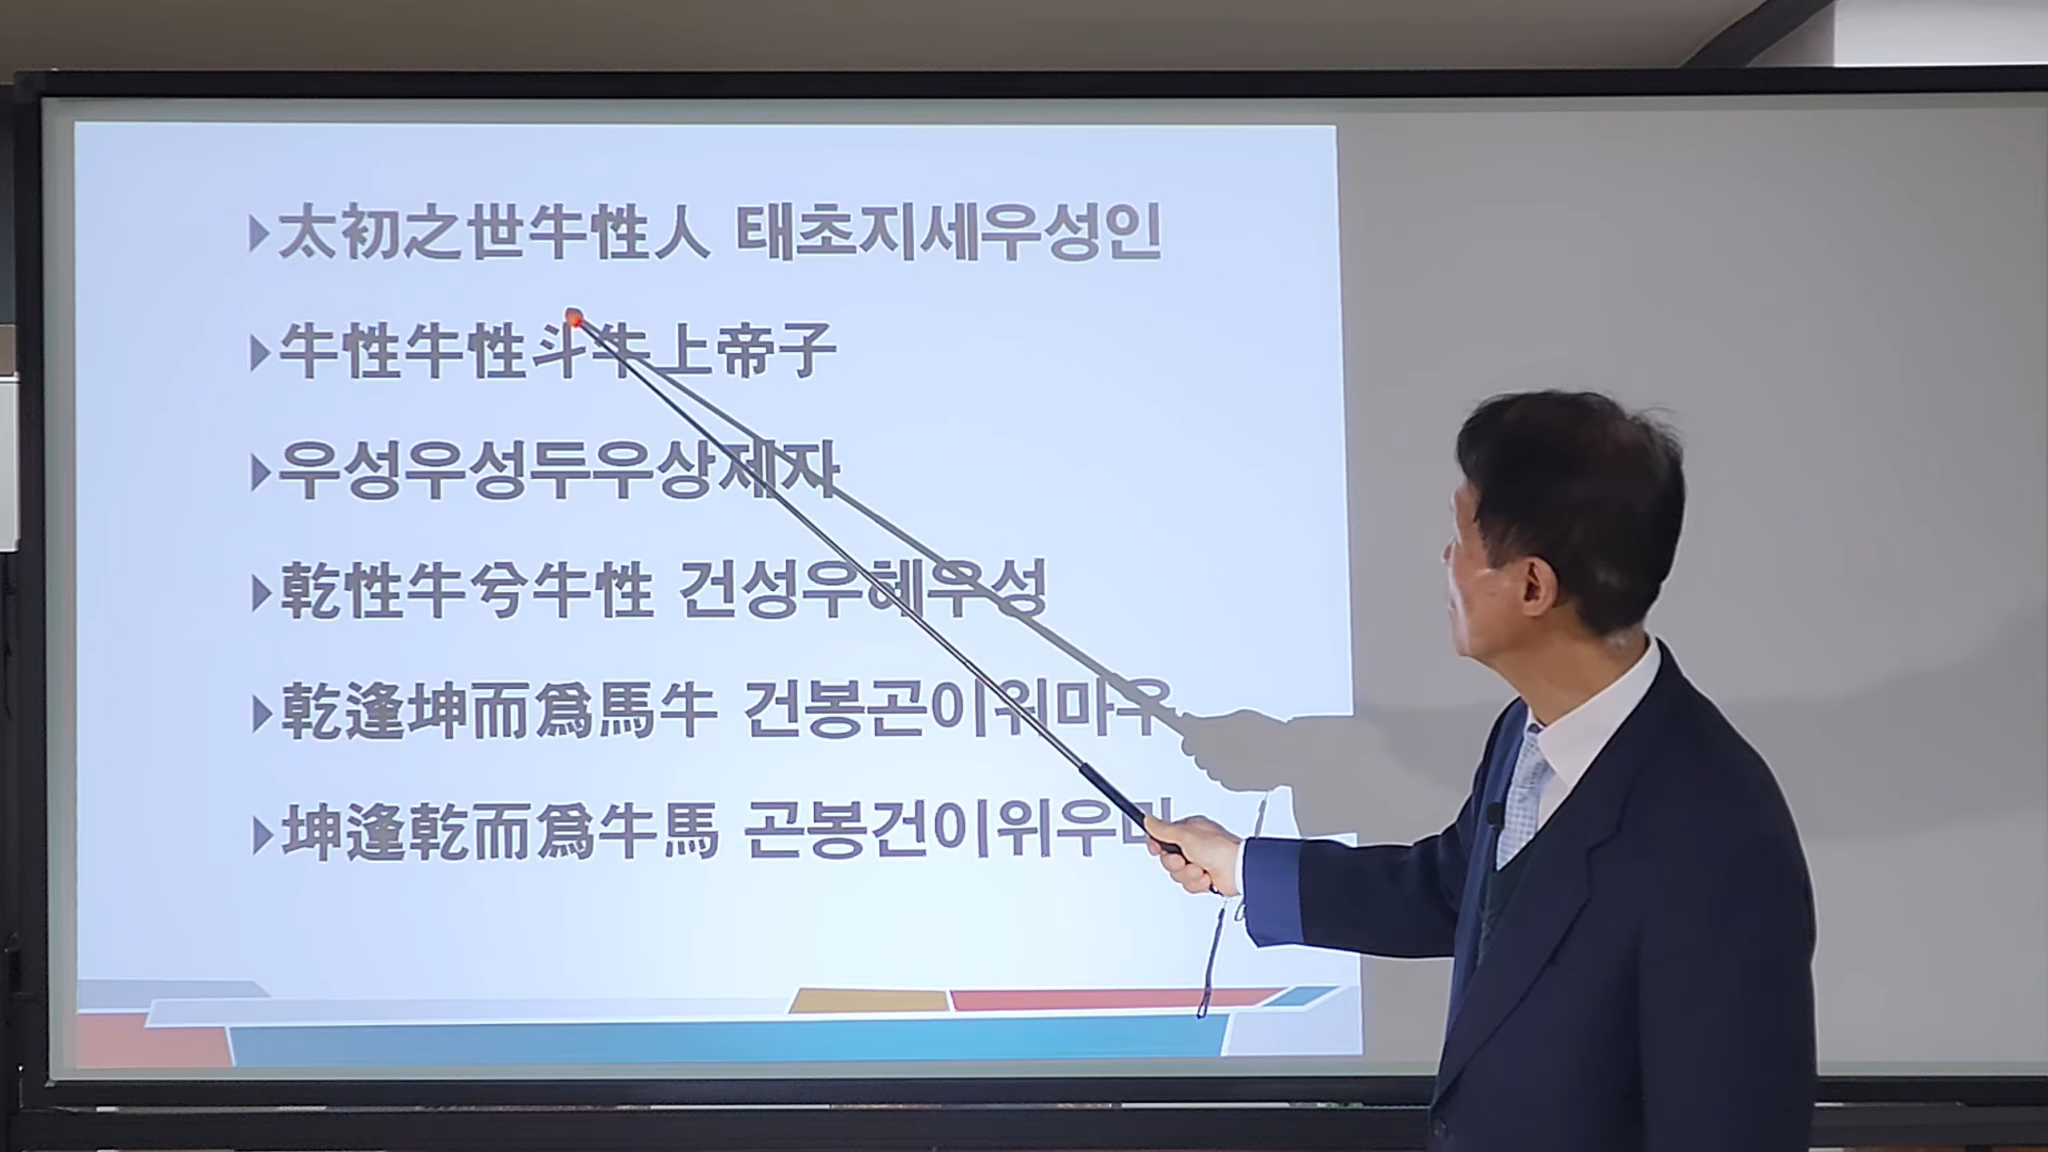 太初之世牛性人 태초지세우성인
牛性牛性斗牛上帝子
우성우성두우상제자
乾性牛兮牛性 건성우혜우성
乾逢坤而爲馬牛 건봉곤이위마우
坤逢乾而爲牛馬 곤봉건이위우마